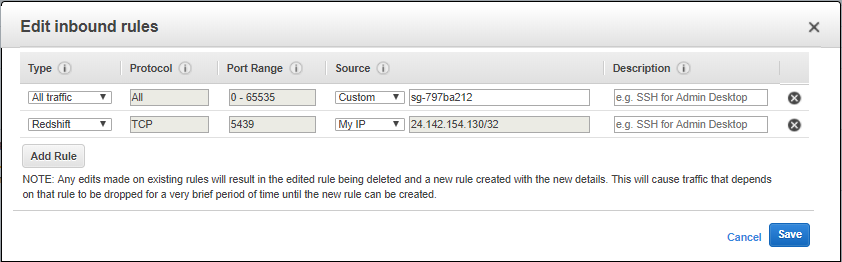 Edit inbound rules
Type Protocol Port Range Source Description
All traffic All 0 - 65535 Custom sg-797ba212 e.g. SSH for Admin Desktop
Redshift TCP 5439 My IP 24.142.154.130/32 e.g. SSH for Admin Desktop
Add Rule
NOTE: Any edits made on existing rules will result in the edited rule being deleted and a new rule created with the new details. This will cause traffic that depends
on that rule to be dropped for a very brief period of time until the new rule can be created.
Cancel Save